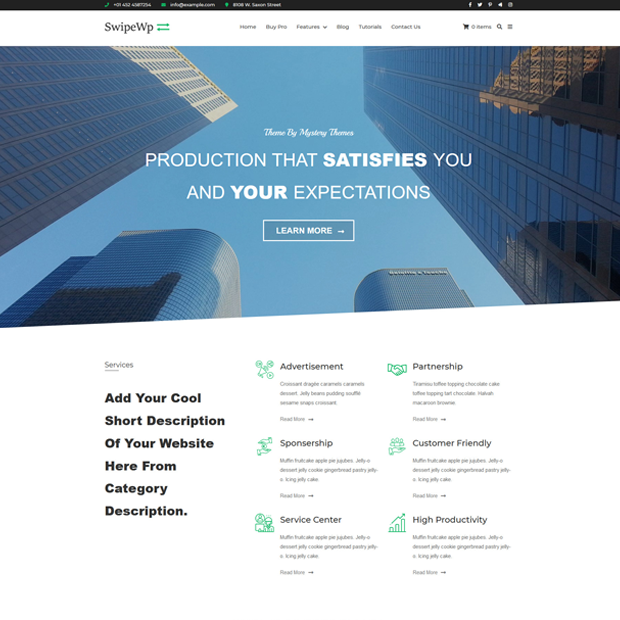 +01 432 4587254 info@example.com 8108 W. Saxon Street
SwipeWp Home Buy Pro Features Blog Tutorials Contact Us 0 Items
Theme By Mystery Themes
PRODUCTION THAT SATISFIES YOU
AND YOUR EXPECTATIONS
LEARN MORE →
Services
Add Your Cool
Short Description
Of Your Website
Here From
Category
Description.
Advertisement
Croissant dragée caramels caramels
dessert. Jelly beans pudding soufflé
sesame snaps croissant.
Read More →
Partnership
Tiramisu toffee topping chocolate cake
toffee topping tart chocolate. Halvah
macaroon brownie.
Read More →
Sponsership
Muffin fruitcake apple pie jujubes. Jelly-o
dessert jelly cookie gingerbread pastry jelly-
o. Icing jelly cake.
Read More →
Customer Friendly
Muffin fruitcake apple pie jujubes. Jelly-o
dessert jelly cookie gingerbread pastry jelly-
o. Icing jelly cake.
Read More →
Service Center
Muffin fruitcake apple pie jujubes. Jelly-o
dessert jelly cookie gingerbread pastry jelly-
o. Icing jelly cake.
Read More →
High Productivity
Muffin fruitcake apple pie jujubes. Jelly-o
dessert jelly cookie gingerbread pastry jelly-
o. Icing jelly cake.
Read More →